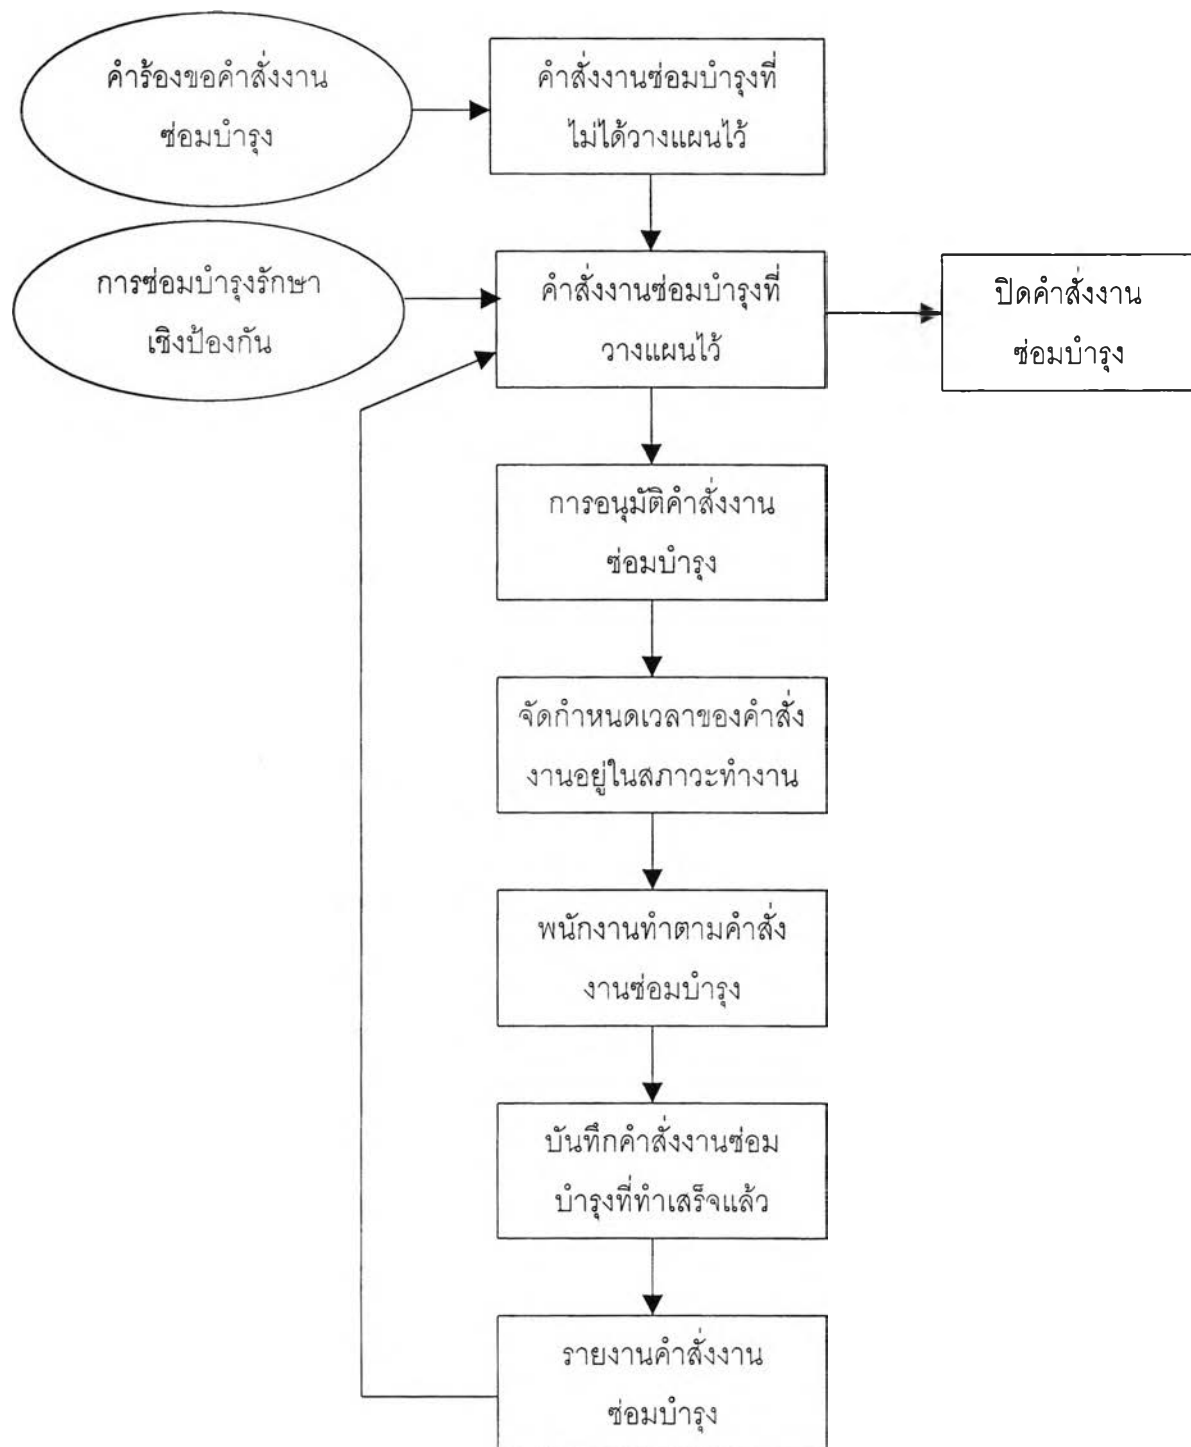 คำร้องขอคำสั่งงาน
ซ่อมบำรุง
คำสั่งงานซ่อมบำรุงที่
ไม่ได้วางแผนไว้
การซ่อมบำรุงรักษา
เชิงป้องกัน
คำสั่งงานซ่อมบำรุงที่
วางแผนไว้
ปิดคำสั่งงาน
ซ่อมบำรุง
การอนุมัติคำสั่งงาน
ซ่อมบำรุง
จัดกำหนดเวลาของคำสั่ง
งานอยู่ในสภาวะทำงาน
พนักงานทำตามคำสั่ง
งานซ่อมบำรุง
บันทึกคำสั่งงานซ่อม
บำรุงที่ทำเสร็จแล้ว
รายงานคำสั่งงาน
ซ่อมบำรุง